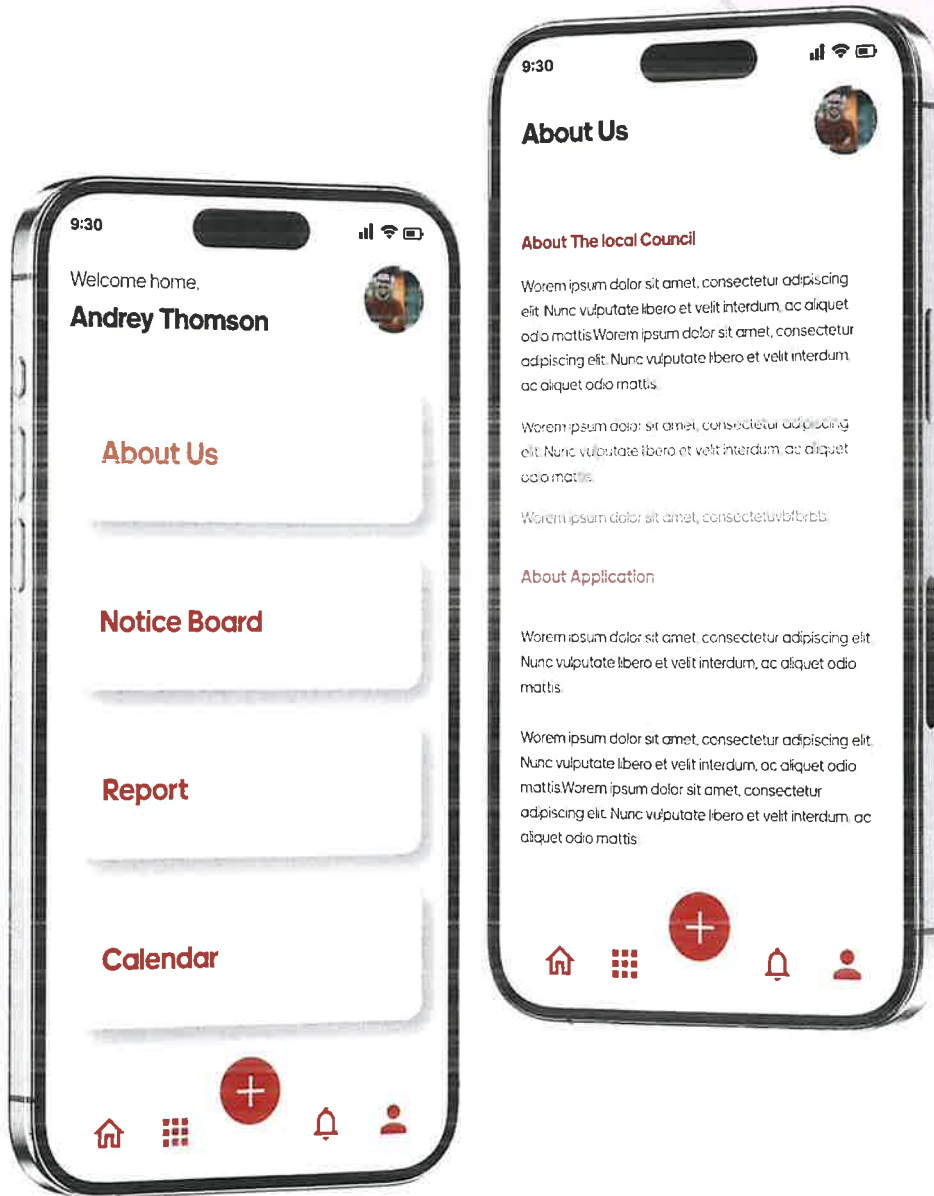 9:30
Welcome home,
Andrey Thomson
About Us
Notice Board
Report
Calendar
9:30
About Us
About The local Council
Worem ipsum dolor sit amet, consectetur adipiscing
elit. Nunc vulputate libero et velit interdum, ac aliquet
odio mattis.Worem ipsum dolor sit amet, consectetur
adipiscing elit. Nunc vulputate libero et velit interdum,
ac aliquet odio mattis.
Worem ipsum dolor sit amet, consectetur adipiscing
elit. Nunc vulputate libero et velit interdum, ac aliquet
odio mattis.
Worem ipsum dolor sit amet,
About Application
Worem ipsum dolor sit amet, consectetur adipiscing elit.
Nunc vulputate libero et velit interdum, ac aliquet odio
mattis.
Worem ipsum dolor sit amet, consectetur adipiscing elit.
Nunc vulputate libero et velit interdum, ac aliquet odio
mattis.Worem ipsum dolor sit amet, consectetur
adipiscing elit. Nunc vulputate libero et velit interdum, ac
aliquet odio mattis.